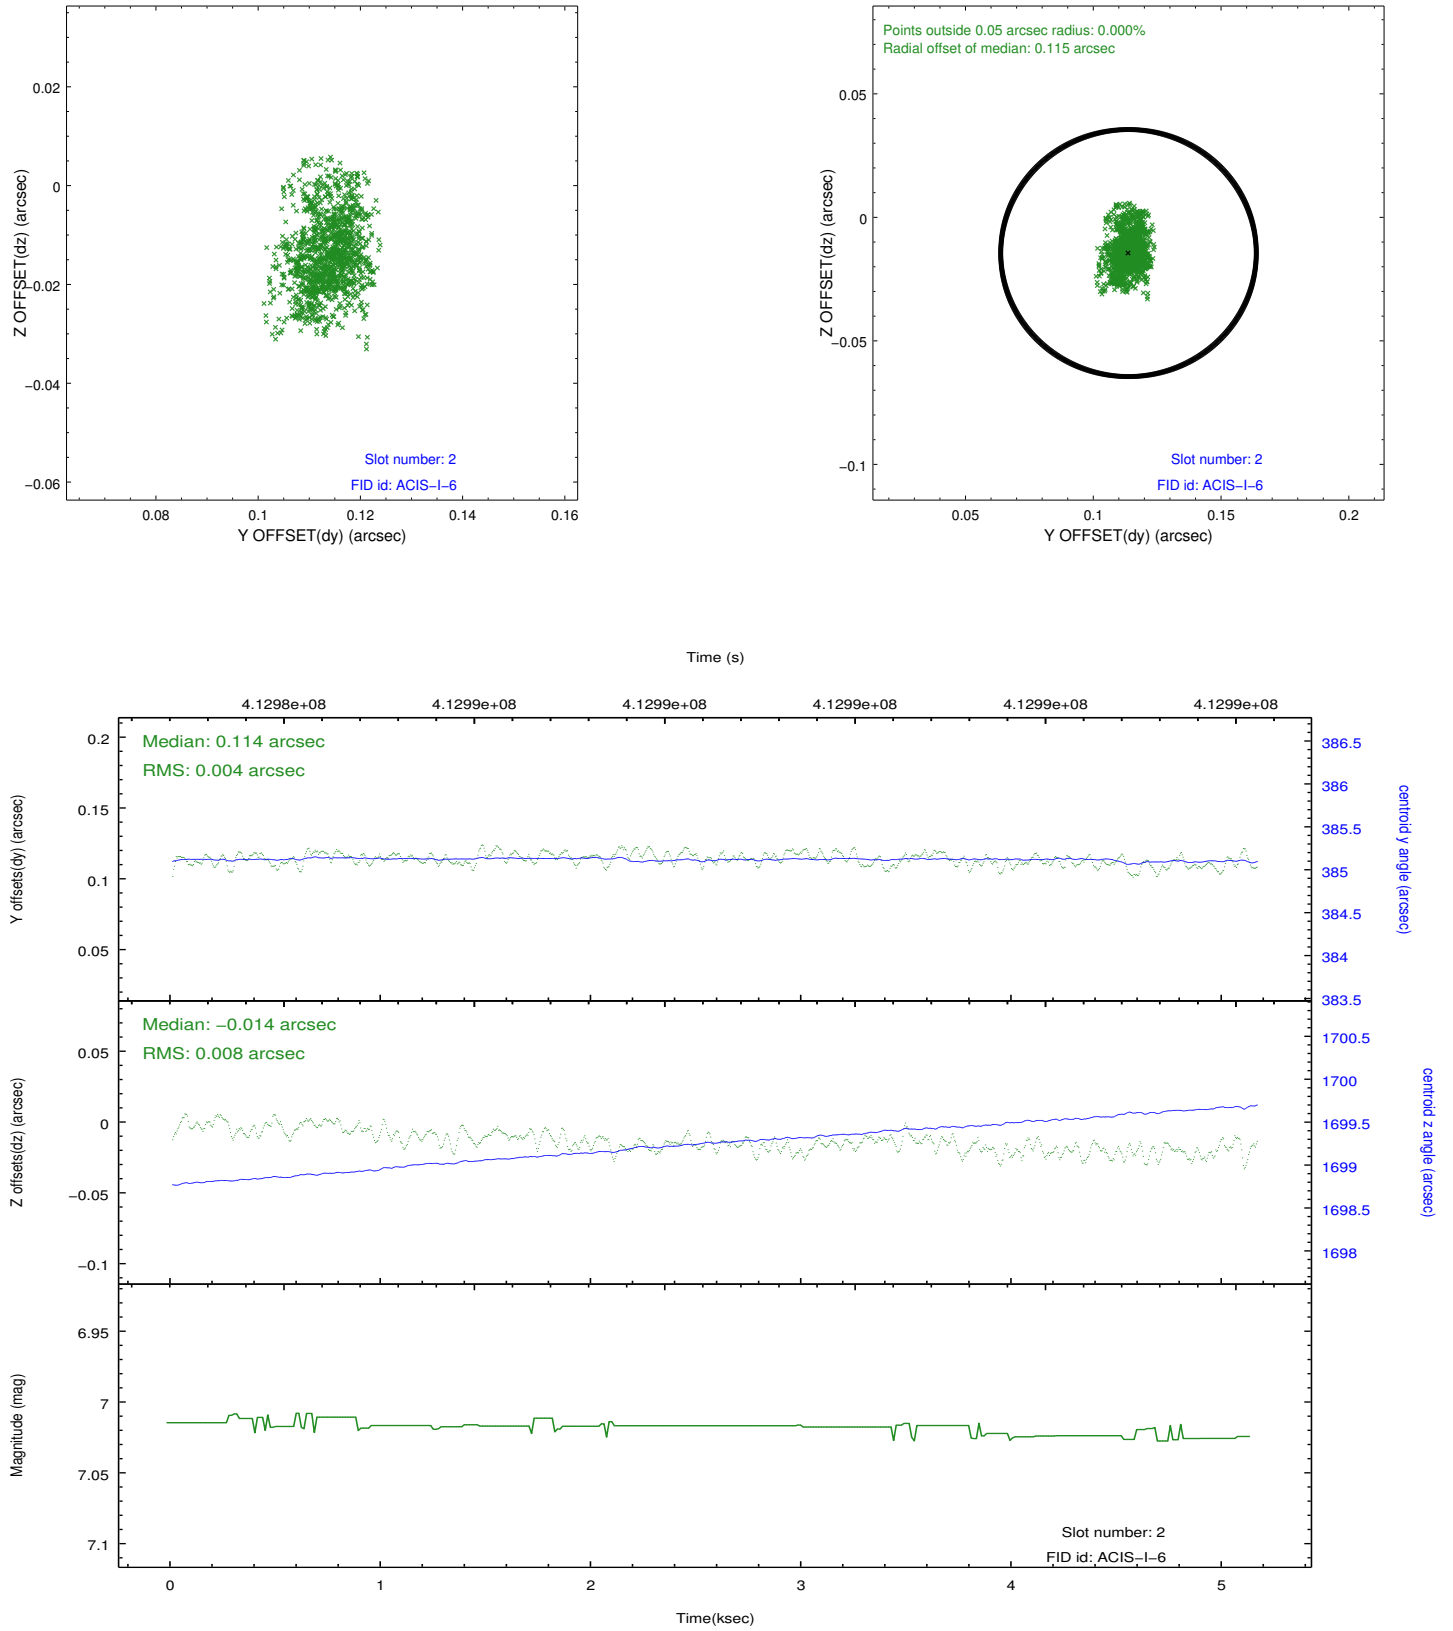 0.02
0
−0.02
−0.04
−0.06
Z OFFSET(dz) (arcsec)
Slot number: 2
FID id: ACIS−I−6
0.08
0.1
0.12
0.14
0.16
Y OFFSET(dy) (arcsec)
Points outside 0.05 arcsec radius: 0.000%
Radial offset of median: 0.115 arcsec
0.05
0
−0.05
−0.1
Z OFFSET(dz) (arcsec)
Slot number: 2
FID id: ACIS−I−6
0.05
0.1
0.15
0.2
Y OFFSET(dy) (arcsec)
Time (s)
4.1298e+08
4.1299e+08
4.1299e+08
4.1299e+08
4.1299e+08
4.1299e+08
Median: 0.114 arcsec
RMS: 0.004 arcsec
0.2
0.15
0.1
0.05
Y offsets(dy) (arcsec)
386.5
386
385.5
385
384.5
384
383.5
centroid y angle (arcsec)
Median: −0.014 arcsec
RMS: 0.008 arcsec
0.05
0
−0.05
−0.1
Z offsets(dz) (arcsec)
1700.5
1700
1699.5
1699
1698.5
1698
centroid z angle (arcsec)
6.95
7
7.05
7.1
Magnitude (mag)
Slot number: 2
FID id: ACIS−I−6
0
1
2
3
4
5
Time(ksec)